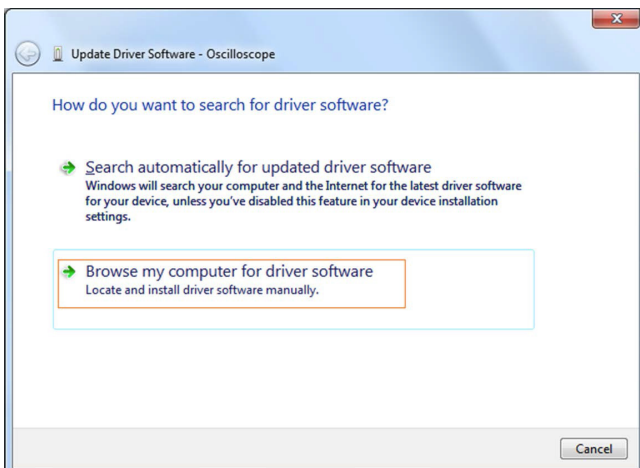 Update Driver Software - Oscilloscope
How do you want to search for driver software?
Search automatically for updated driver software
Windows will search your computer and the Internet for the latest driver software
for your device, unless you've disabled this feature in your device installation
settings.
Browse my computer for driver software
Locate and install driver software manually.
Cancel